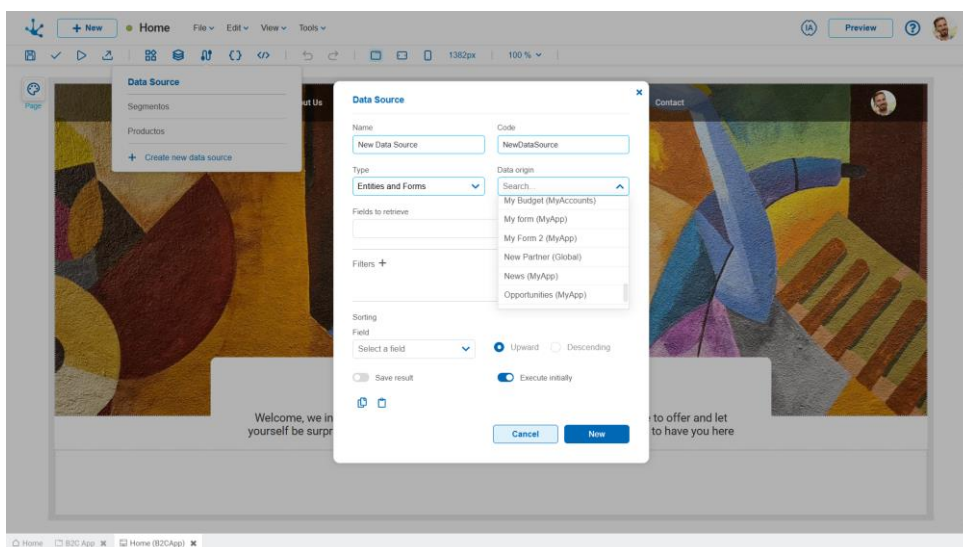 + New
Home
File
Edit
View
Tools
IA
Preview
?
1382px
100 %
Page
Data Source
Segmentos
Productos
+ Create new data source
ut Us
Contact
Data Source
Name
Code
New Data Source
NewDataSource
Type
Data origin
Entities and Forms
Search...
My Budget (MyAccounts)
Fields to retrieve
My form (MyApp)
My Form 2 (MyApp)
New Partner (Global)
Filters +
News (MyApp)
Opportunities (MyApp)
Sorting
Field
Select a field
Upward
Descending
Save result
Execute initially
Cancel
New
Welcome, we in
to offer and let
yourself be surpr
to have you here
Home
B2C App
Home (B2CApp)